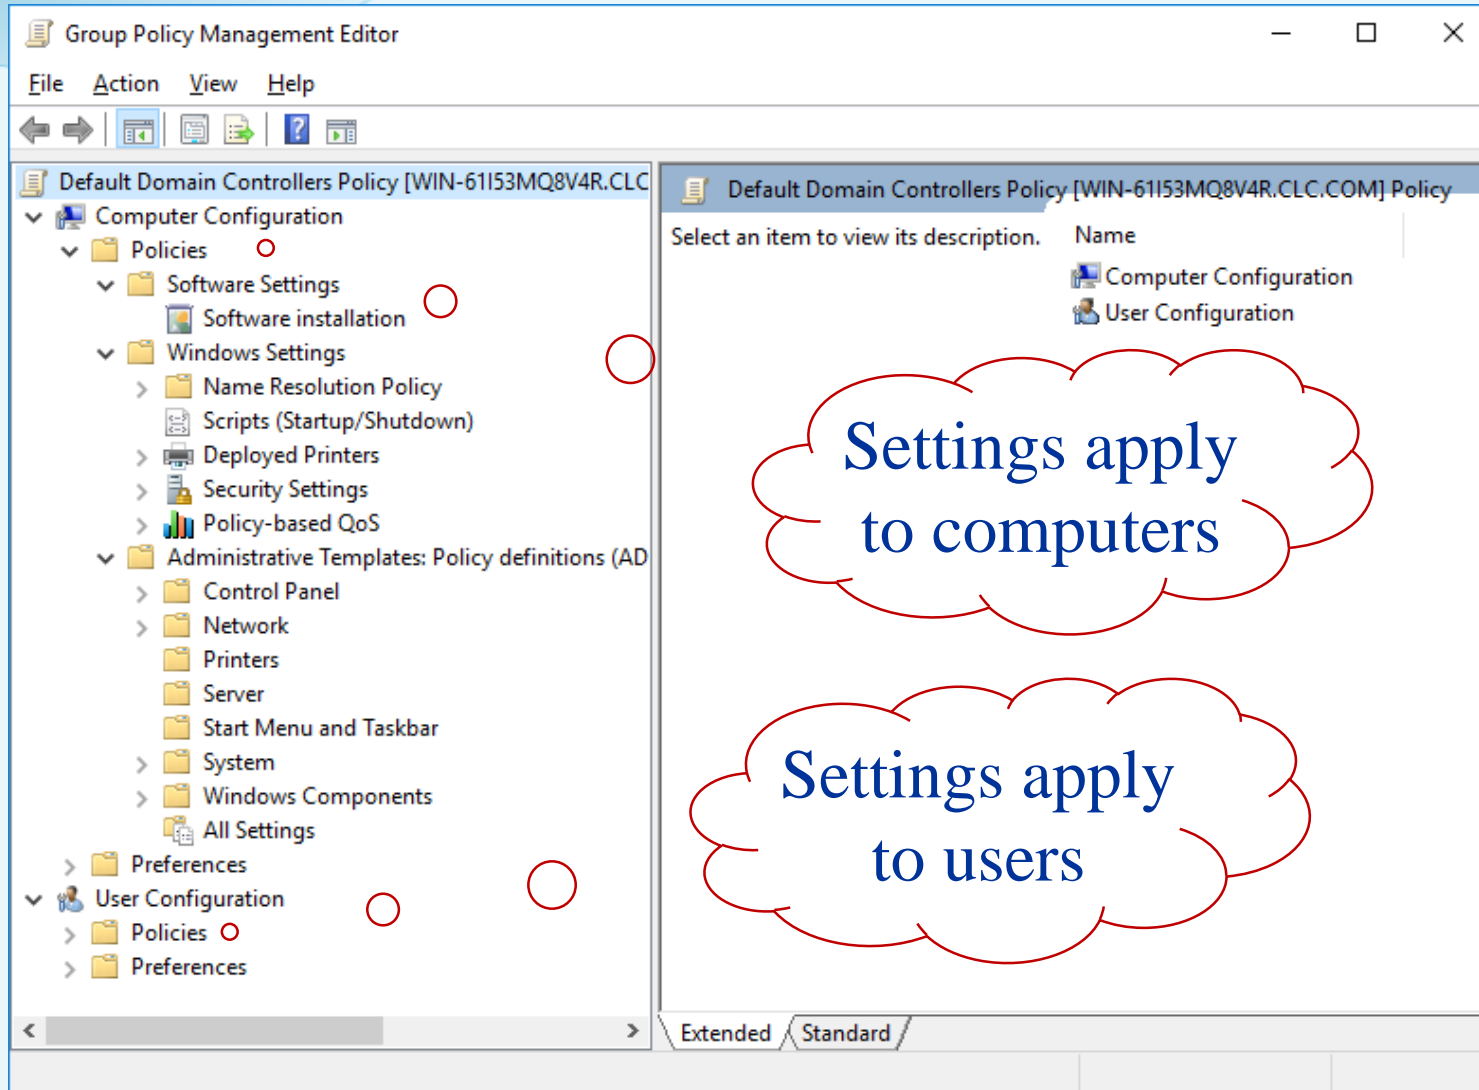 Group Policy Management Editor
File Action View Help
Default Domain Controllers Policy [WIN-61I53MQ8V4R.CLC
Computer Configuration
Policies
Software Settings
Software installation
Windows Settings
Name Resolution Policy
Scripts (Startup/Shutdown)
Deployed Printers
Security Settings
Policy-based QoS
Administrative Templates: Policy definitions (AD
Control Panel
Network
Printers
Server
Start Menu and Taskbar
System
Windows Components
All Settings
Preferences
User Configuration
Policies
Preferences
Default Domain Controllers Policy [WIN-61I53MQ8V4R.CLC.COM] Policy
Select an item to view its description.
Name
Computer Configuration
User Configuration
Settings apply
to computers
Settings apply
to users
Extended Standard